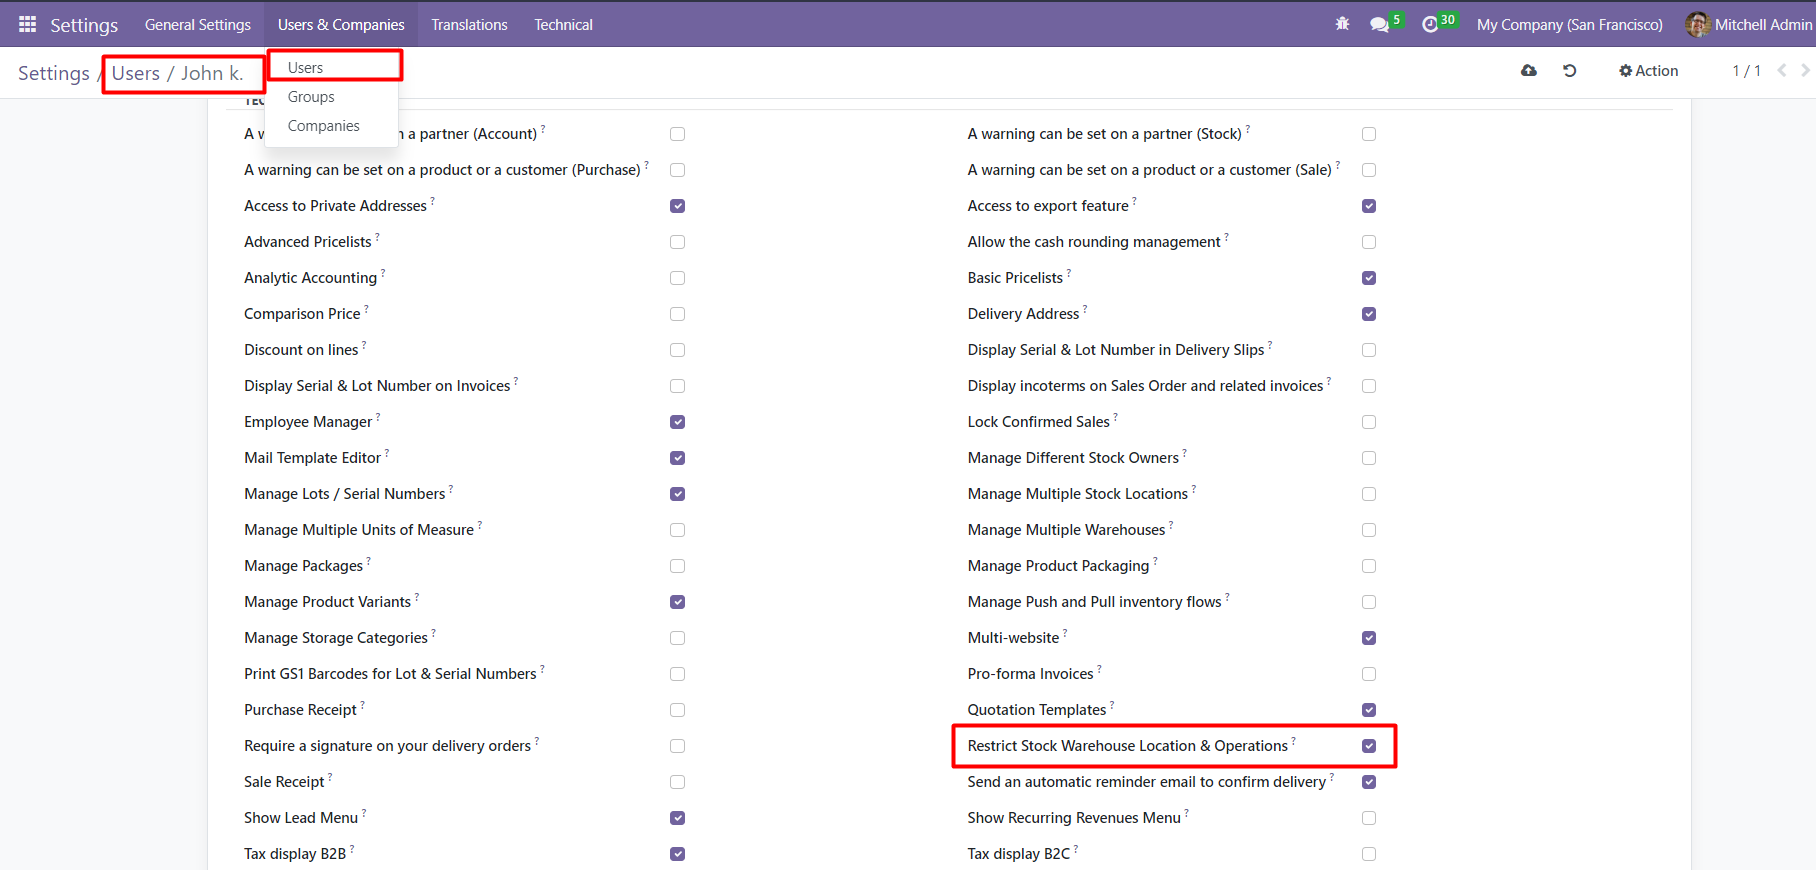 Settings General Settings Users & Companies Translations Technical 5 30 My Company (San Francisco) Mitchell Admin
Settings / Users / John k. Action 1 / 1
Users
Groups
Companies
A warning can be set on a product or a customer (Purchase) ?
A w n a partner (Account) ?
A warning can be set on a partner (Stock) ?
A warning can be set on a product or a customer (Sale) ?
Access to Private Addresses ?
Access to export feature ?
Advanced Pricelists ?
Allow the cash rounding management ?
Analytic Accounting ?
Basic Pricelists ?
Comparison Price ?
Delivery Address ?
Discount on lines ?
Display Serial & Lot Number in Delivery Slips ?
Display Serial & Lot Number on Invoices ?
Display incoterms on Sales Order and related invoices ?
Employee Manager ?
Lock Confirmed Sales ?
Mail Template Editor ?
Manage Different Stock Owners ?
Manage Lots / Serial Numbers ?
Manage Multiple Stock Locations ?
Manage Multiple Units of Measure ?
Manage Multiple Warehouses ?
Manage Packages ?
Manage Product Packaging ?
Manage Product Variants ?
Manage Push and Pull inventory flows ?
Manage Storage Categories ?
Multi-website ?
Print GS1 Barcodes for Lot & Serial Numbers ?
Pro-forma Invoices ?
Purchase Receipt ?
Quotation Templates ?
Require a signature on your delivery orders ?
Restrict Stock Warehouse Location & Operations ?
Sale Receipt ?
Send an automatic reminder email to confirm delivery ?
Show Lead Menu ?
Show Recurring Revenues Menu ?
Tax display B2B ?
Tax display B2C ?